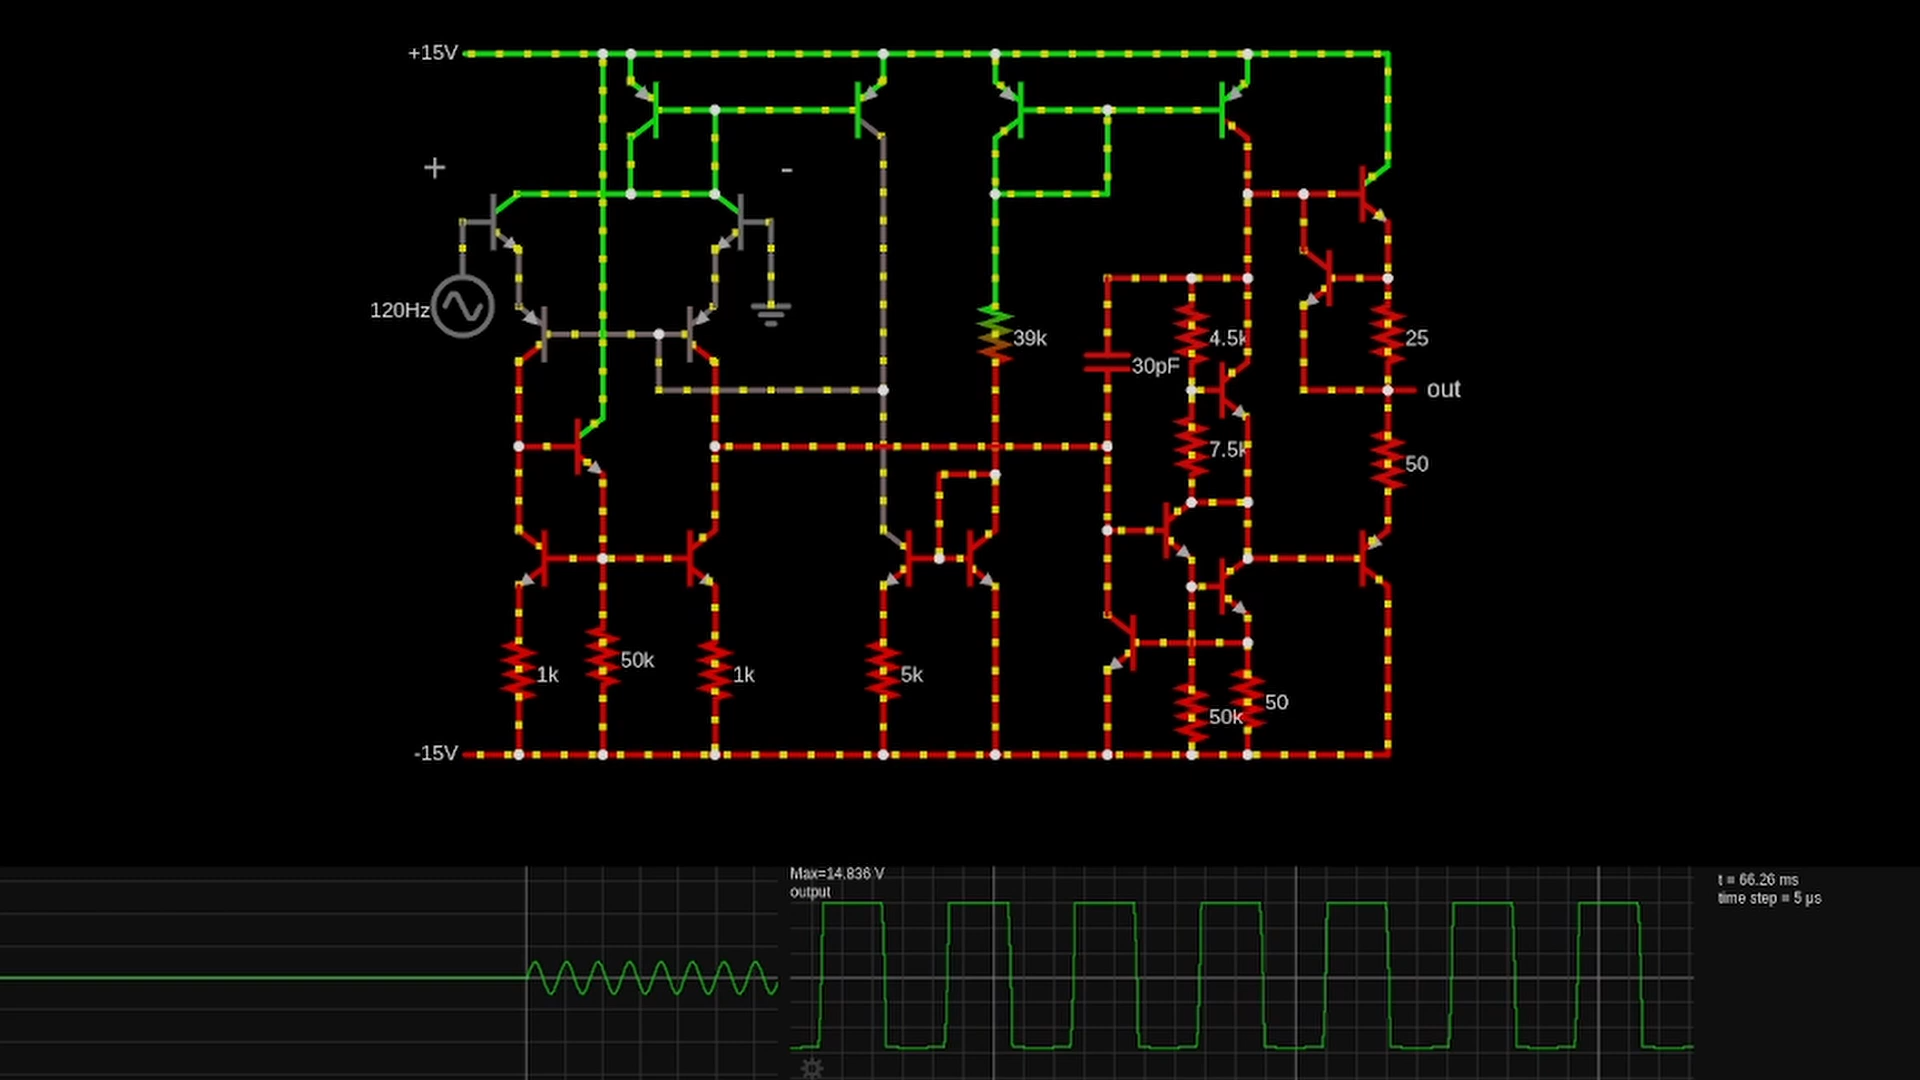 +15V
+
-
120Hz
39k
4.5k
25
30pF
out
7.5k
50
1k
50k
1k
5k
50k
50
-15V
Max=14.836 V
output
t = 66.26 ms
time step = 5 µs